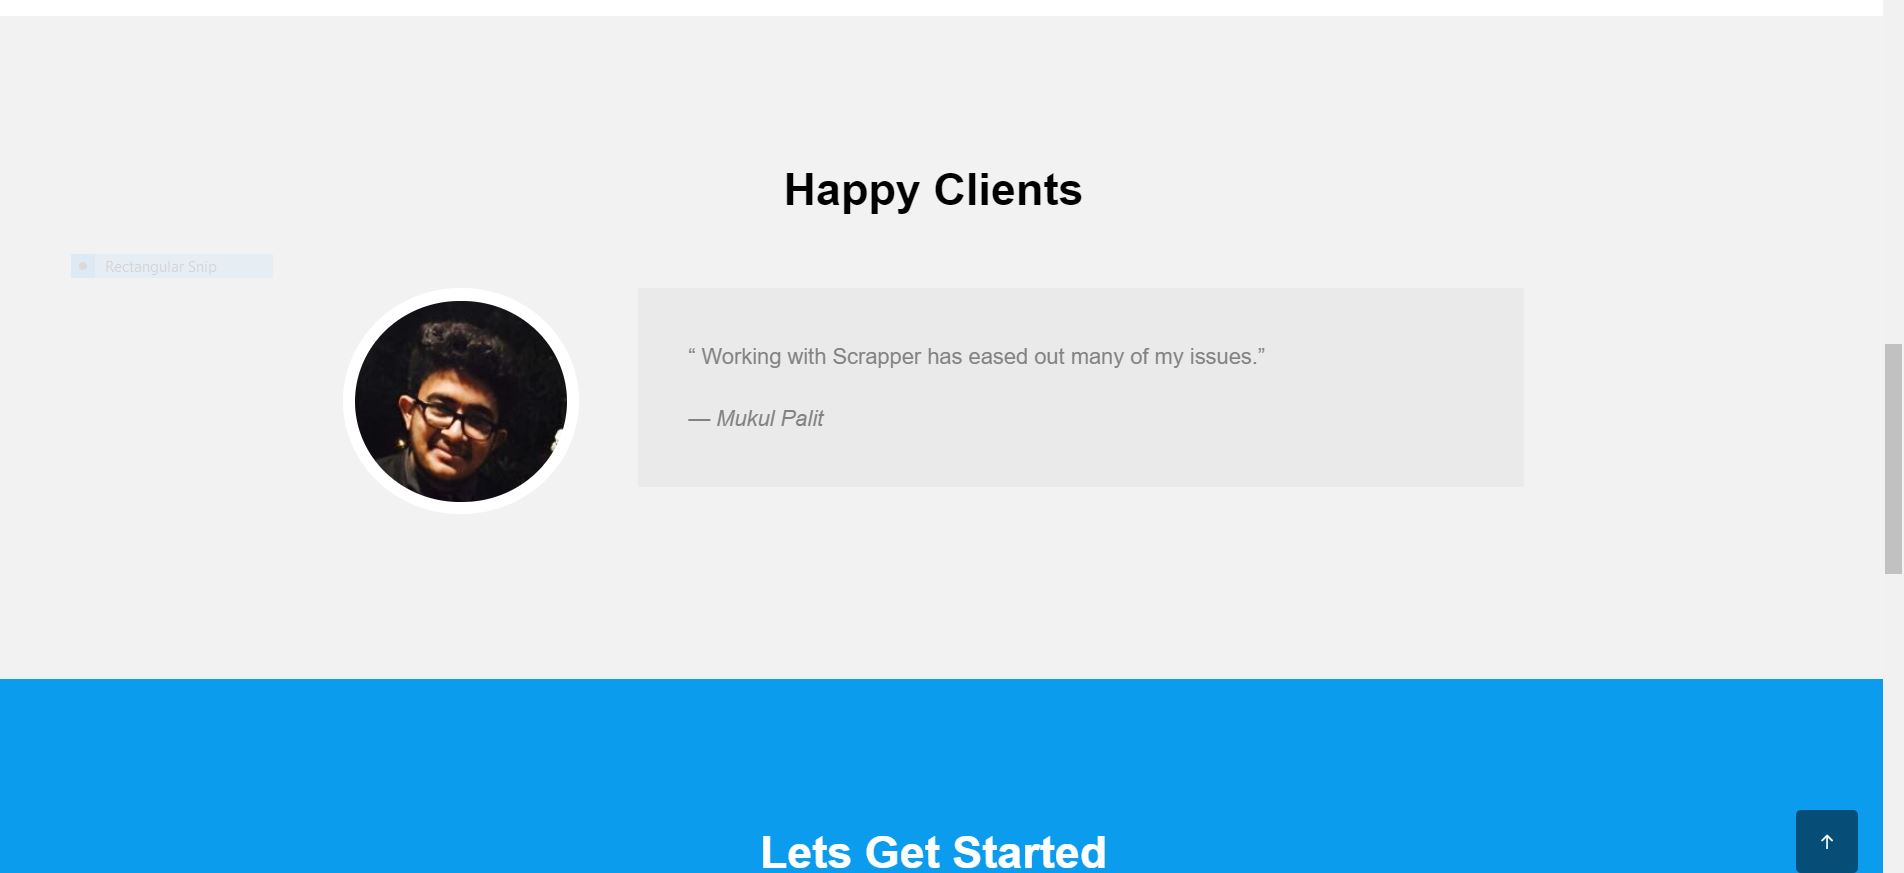 Happy Clients
Rectangular Snip
“ Working with Scrapper has eased out many of my issues.”
— Mukul Palit
Lets Get Started